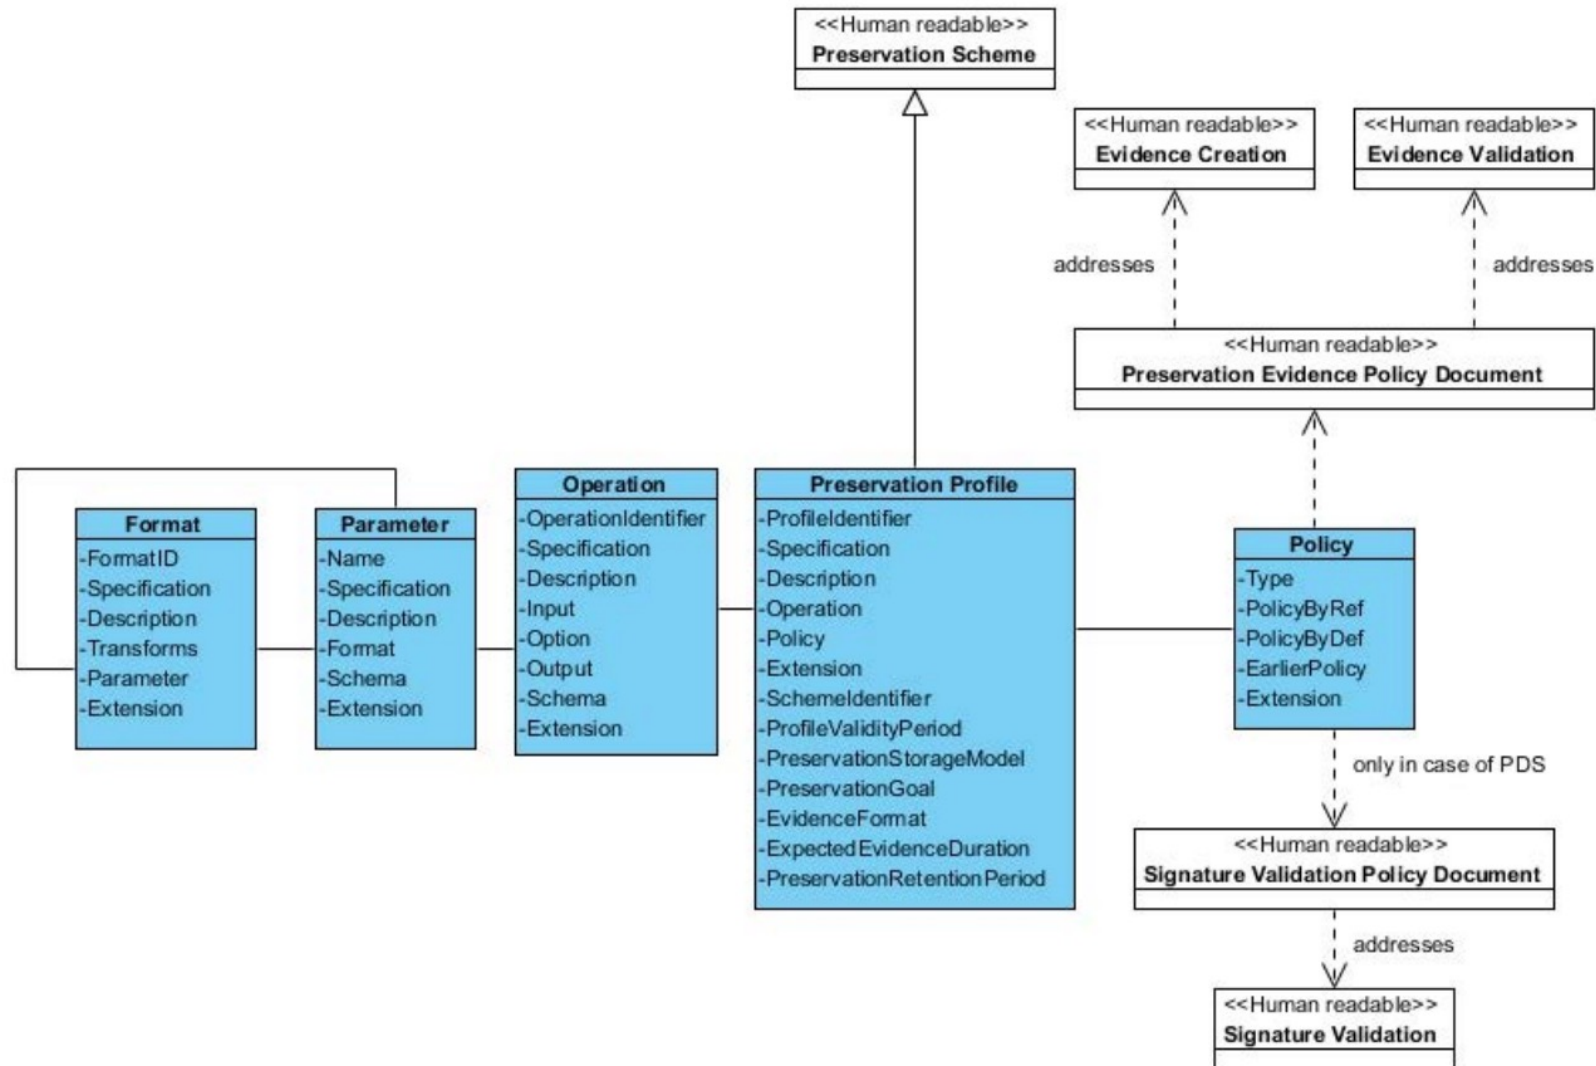 <<Human readable>>
Preservation Scheme
<<Human readable>>
Evidence Creation
<<Human readable>>
Evidence Validation
addresses
addresses
<<Human readable>>
Preservation Evidence Policy Document
Format
-FormatID
-Specification
-Description
-Transforms
-Parameter
-Extension
Parameter
-Name
-Specification
-Description
-Format
-Schema
-Extension
Operation
-OperationIdentifier
-Specification
-Description
-Input
-Option
-Output
-Schema
-Extension
Preservation Profile
-ProfileIdentifier
-Specification
-Description
-Operation
-Policy
-Extension
-SchemeIdentifier
-ProfileValidityPeriod
-PreservationStorageModel
-PreservationGoal
-EvidenceFormat
-ExpectedEvidenceDuration
-PreservationRetentionPeriod
Policy
-Type
-PolicyByRef
-PolicyByDef
-EarlierPolicy
-Extension
only in case of PDS
<<Human readable>>
Signature Validation Policy Document
addresses
<<Human readable>>
Signature Validation